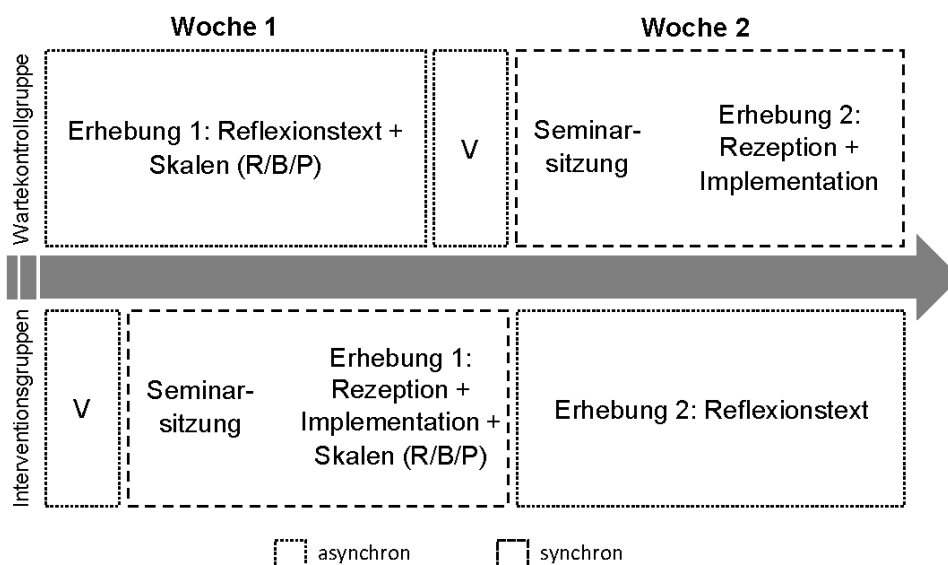 Woche 1
Woche 2
Wartekontrollgruppe
Erhebung 1: Reflexionstext +
Skalen (R/B/P)
V
Seminar-
sitzung
Erhebung 2:
Rezeption +
Implementation
Interventionsgruppen
V
Seminar-
sitzung
Erhebung 1:
Rezeption +
Implementation +
Skalen (R/B/P)
Erhebung 2: Reflexionstext
asynchron
synchron